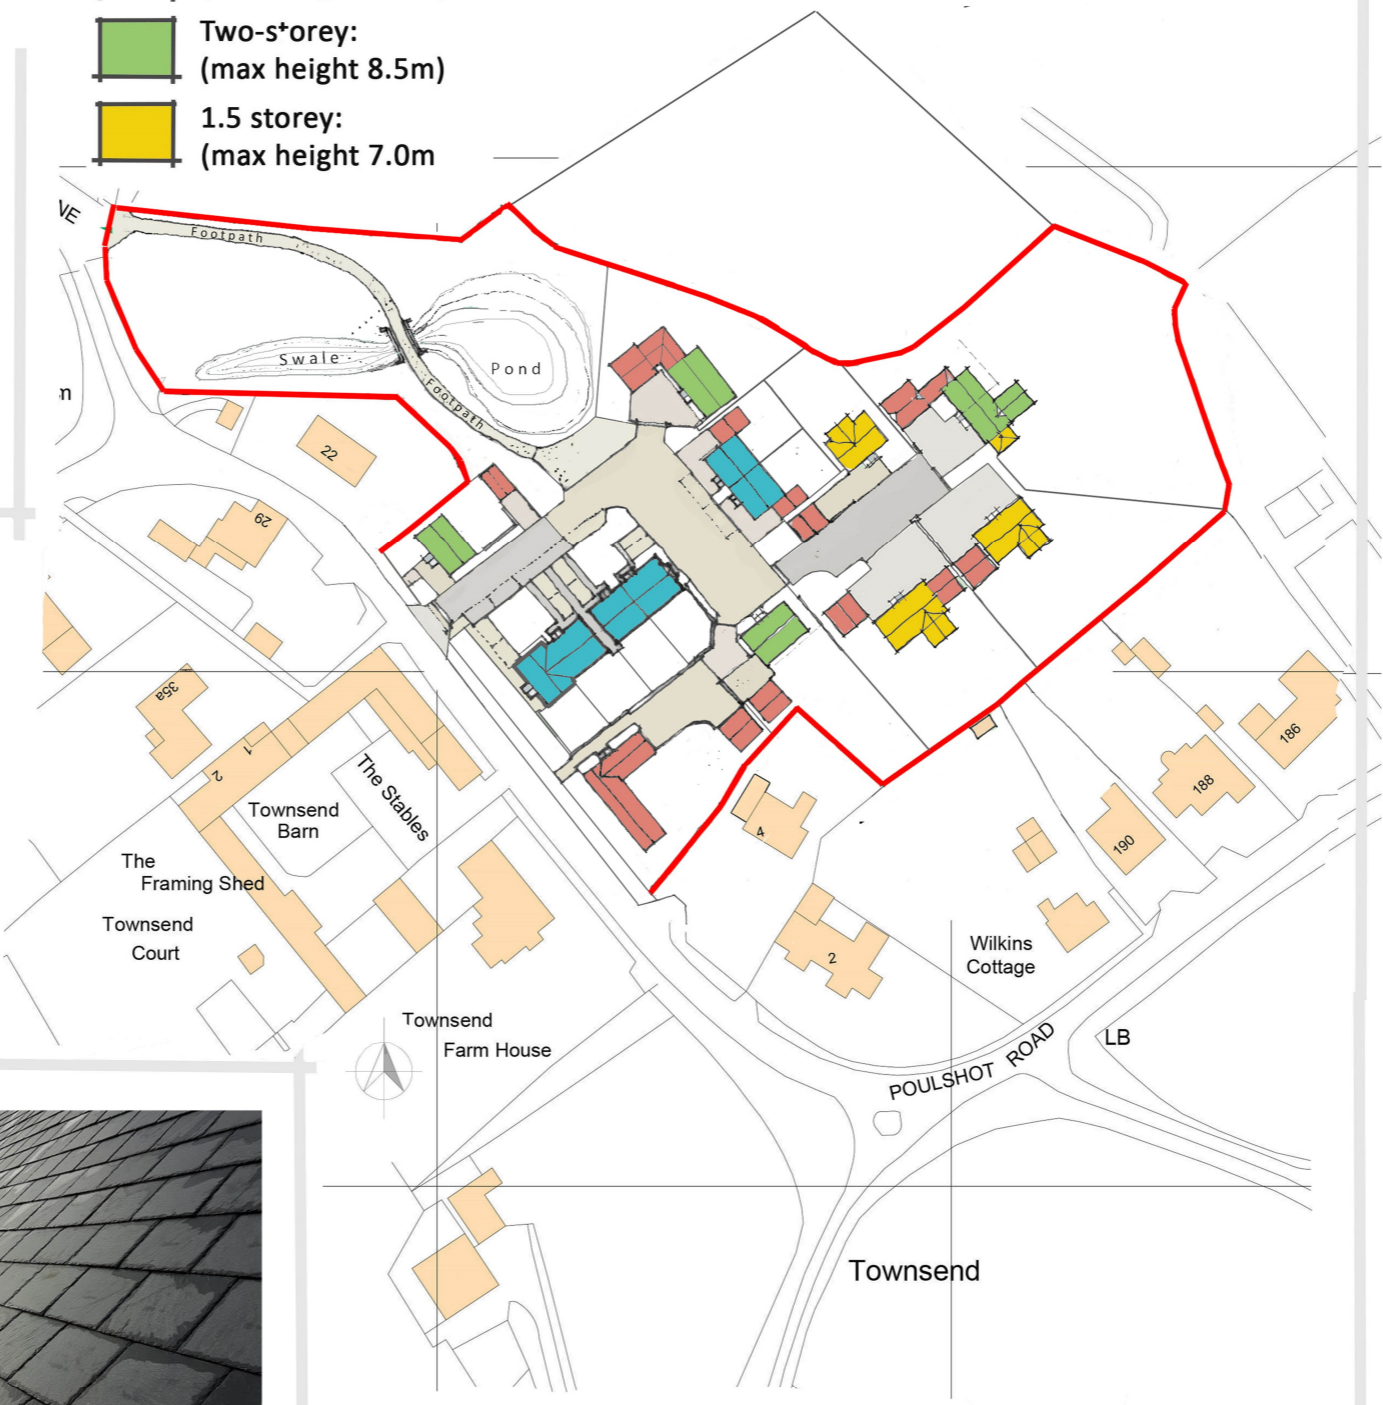 Two-s⁺orey:
(max height 8.5m)
1.5 storey:
(max height 7.0m
NE
Footpath
Swale
Pond
Footpath
m
22
29
35a
1
2
The Stables
Townsend
Barn
The
Framing Shed
Townsend
Court
4
2
186
188
190
Wilkins
Cottage
Townsend
Farm House
POULSHOT ROAD
LB
Townsend